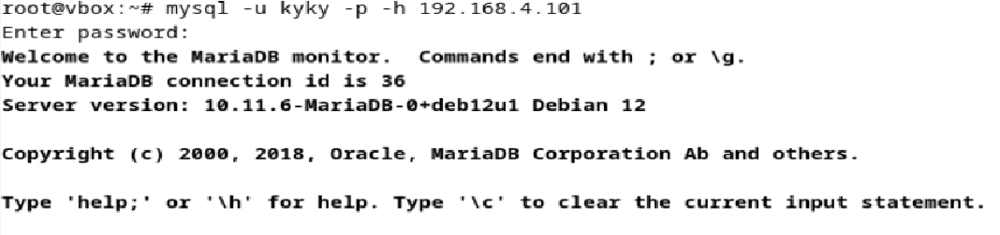 root@vbox:~# mysql -u kyky -p -h 192.168.4.101
Enter password:
Welcome to the MariaDB monitor.  Commands end with ; or \g.
Your MariaDB connection id is 36
Server version: 10.11.6-MariaDB-0+deb12u1 Debian 12

Copyright (c) 2000, 2018, Oracle, MariaDB Corporation Ab and others.

Type 'help;' or '\h' for help. Type '\c' to clear the current input statement.